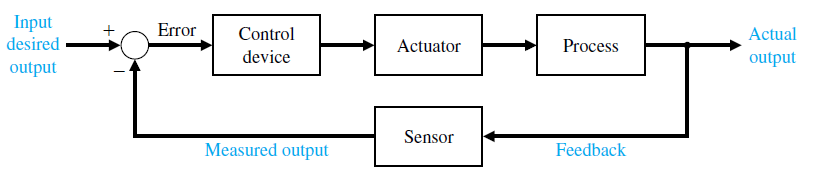 Input
desired
output
+
−
Error
Control
device
Actuator
Process
Actual
output
Sensor
Measured output
Feedback